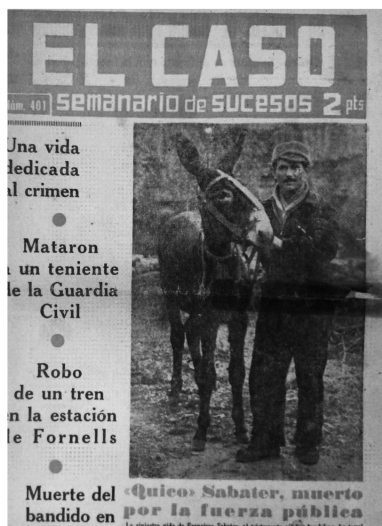 EL CASO
Núm. 401 semanario de sucesos 2 pts
Una vida
dedicada
al crimen
Mataron
a un teniente
de la Guardia
Civil
Robo
de un tren
en la estación
de Fornells
Muerte del
bandido en
«Quico» Sabater, muerto
por la fuerza pública